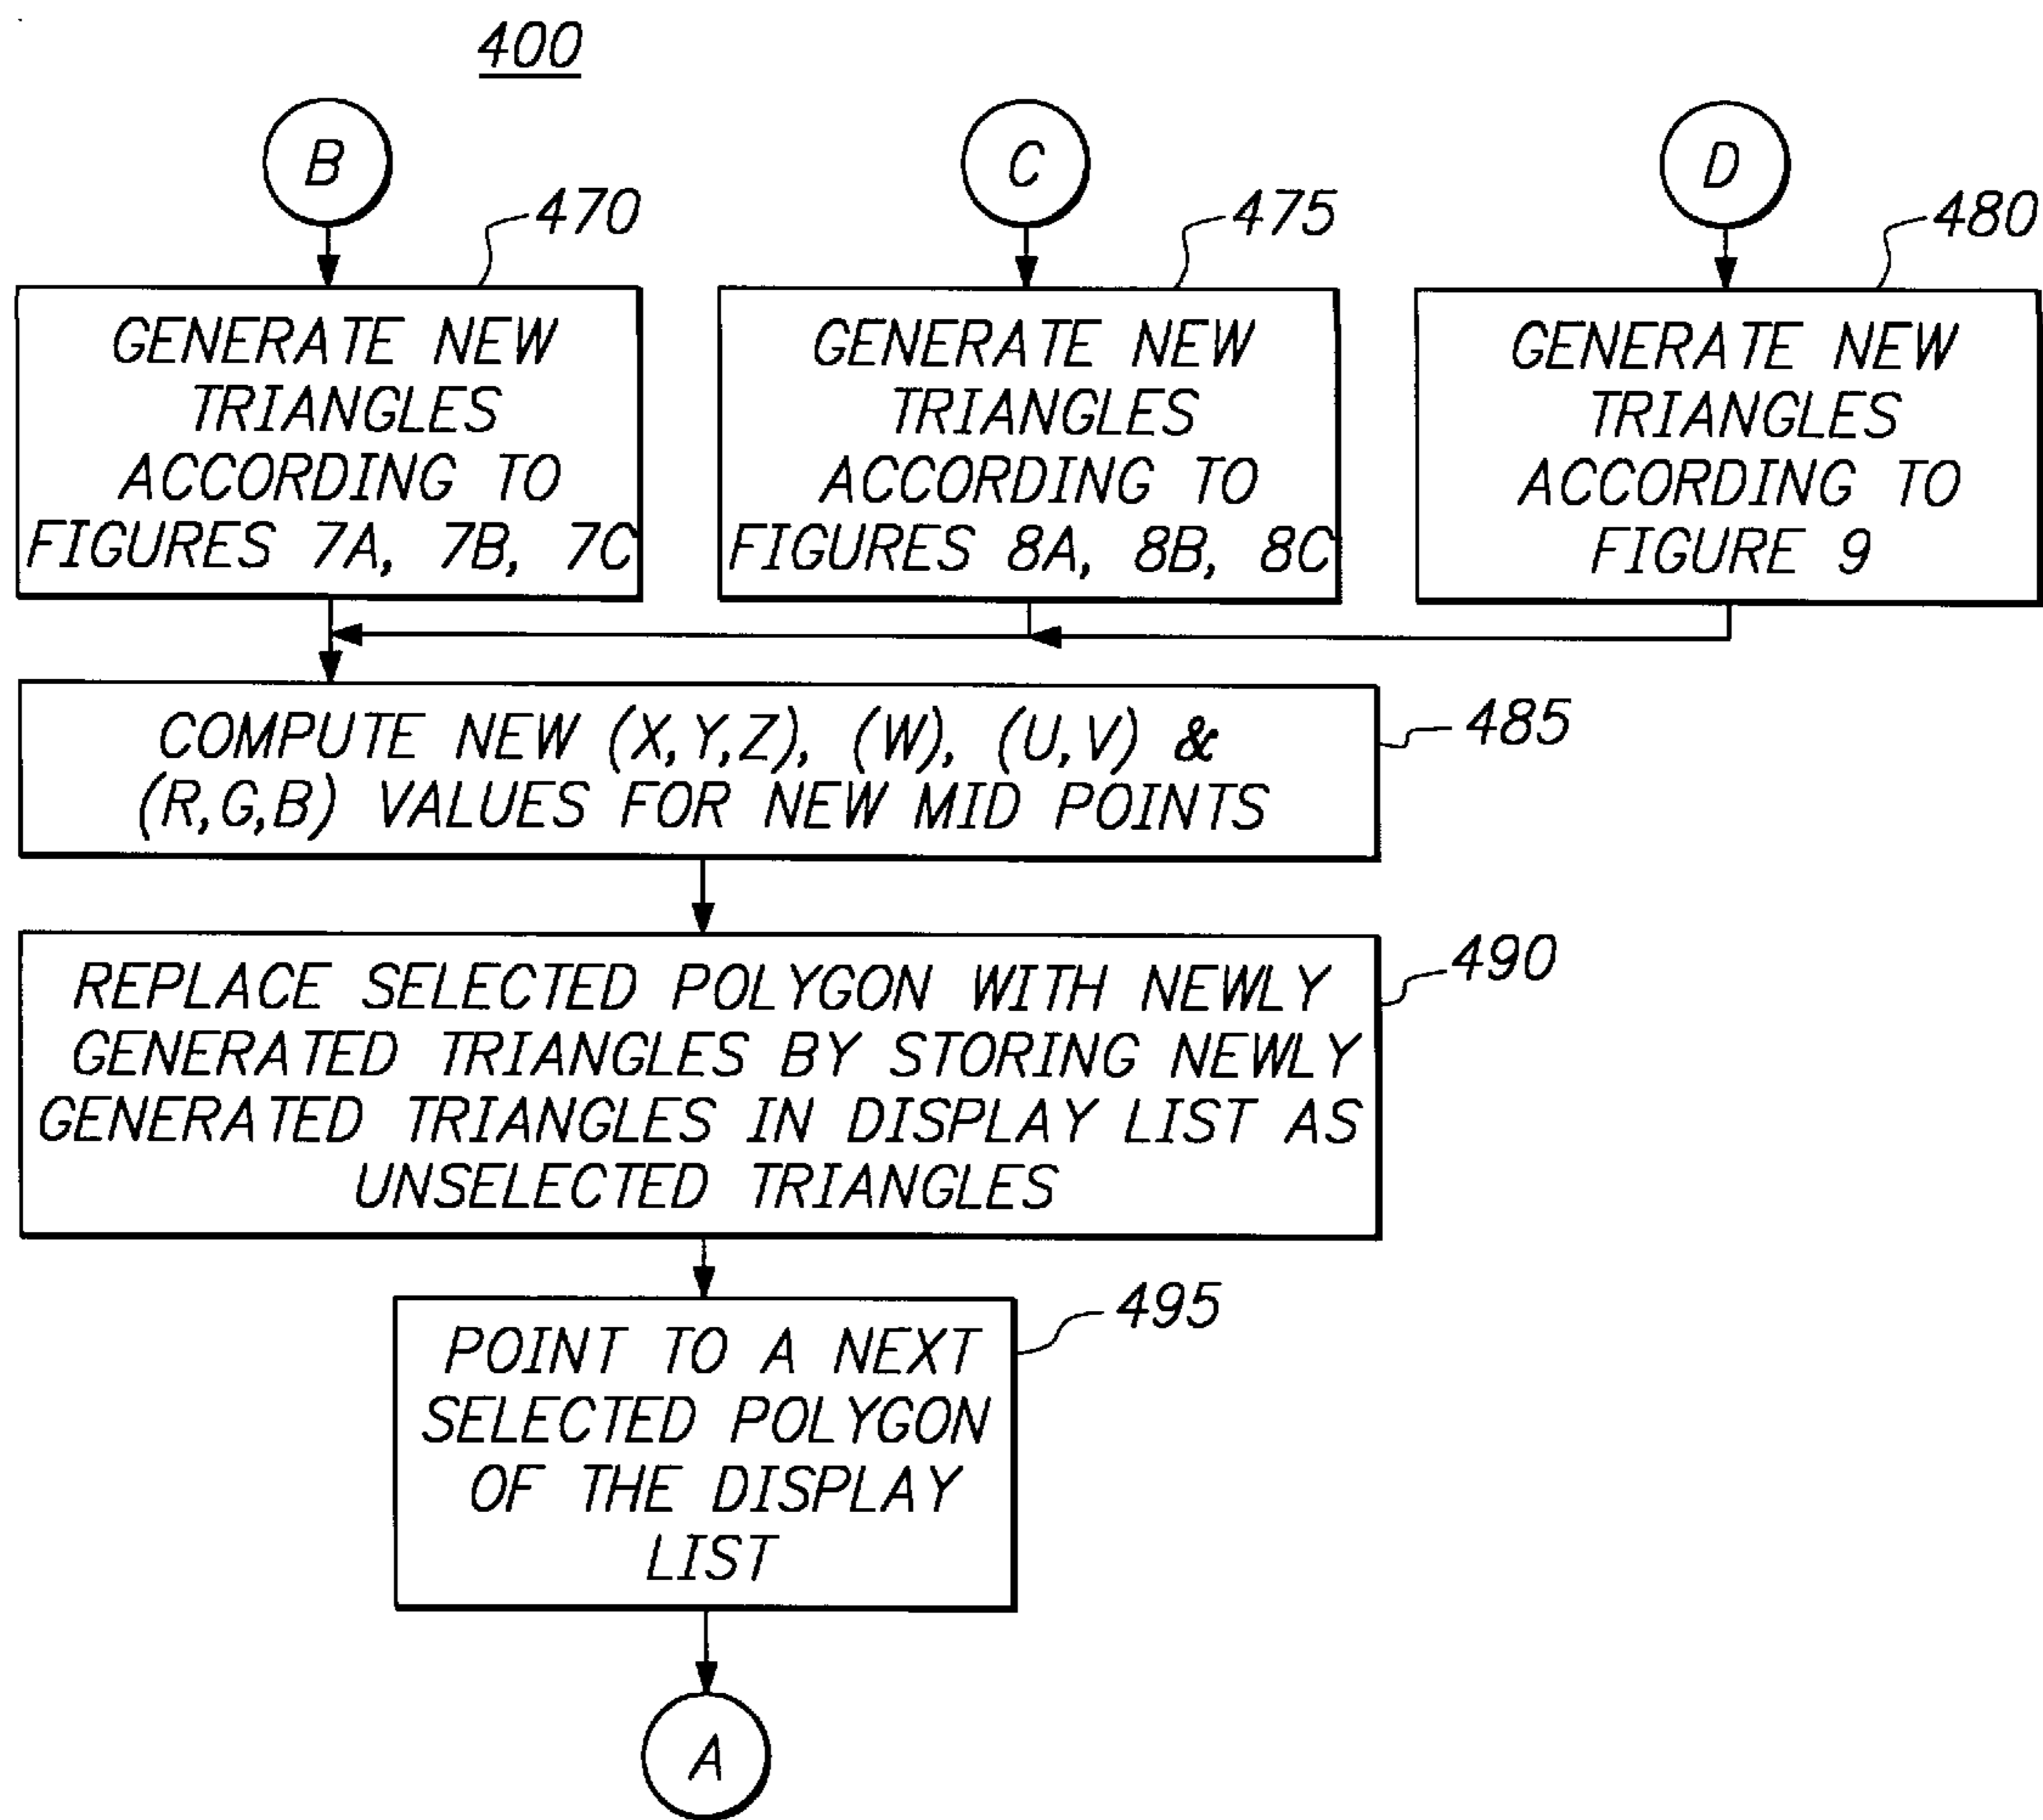 400
B
C
D
470
475
480
GENERATE NEW
TRIANGLES
ACCORDING TO
FIGURES 7A, 7B, 7C
GENERATE NEW
TRIANGLES
ACCORDING TO
FIGURES 8A, 8B, 8C
GENERATE NEW
TRIANGLES
ACCORDING TO
FIGURE 9
COMPUTE NEW (X,Y,Z), (W), (U,V) &
(R,G,B) VALUES FOR NEW MID POINTS
485
REPLACE SELECTED POLYGON WITH NEWLY
GENERATED TRIANGLES BY STORING NEWLY
GENERATED TRIANGLES IN DISPLAY LIST AS
UNSELECTED TRIANGLES
490
POINT TO A NEXT
SELECTED POLYGON
OF THE DISPLAY
LIST
495
A